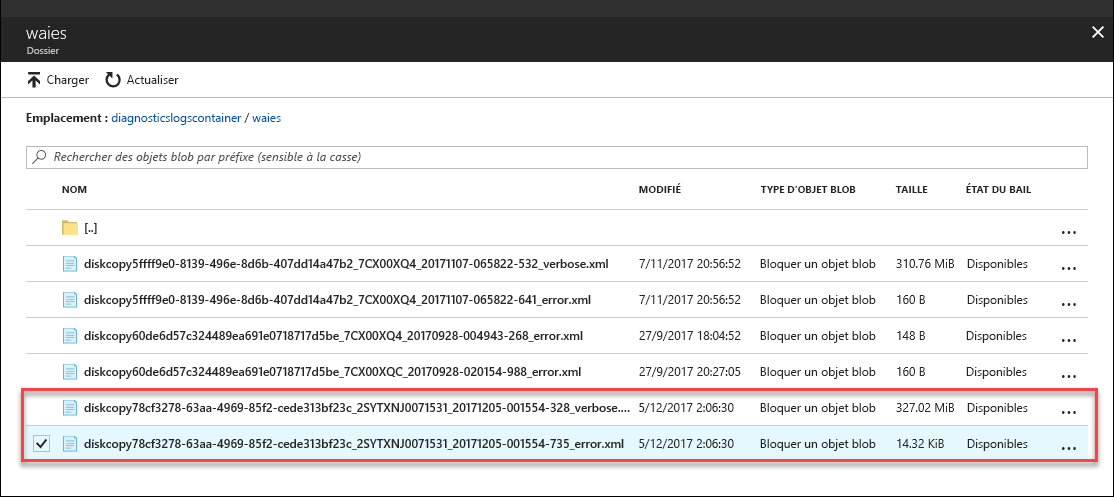 waies
Dossier
Charger Actualiser
Emplacement : diagnosticslogscontainer / waies
Rechercher des objets blob par préfixe (sensible à la casse)
NOM MODIFIÉ TYPE D'OBJET BLOB TAILLE ÉTAT DU BAIL
[..] ...
diskcopy5ffff9e0-8139-496e-8d6b-407dd14a47b2_7CX00XQ4_20171107-065822-532_verbose.xml 7/11/2017 20:56:52 Bloquer un objet blob 310.76 MiB Disponibles ...
diskcopy5ffff9e0-8139-496e-8d6b-407dd14a47b2_7CX00XQ4_20171107-065822-641_error.xml 7/11/2017 20:56:52 Bloquer un objet blob 160 B Disponibles ...
diskcopy60de6d57c324489ea691e0718717d5be_7CX00XQ4_20170928-004943-268_error.xml 27/9/2017 18:04:52 Bloquer un objet blob 148 B Disponibles ...
diskcopy60de6d57c324489ea691e0718717d5be_7CX00XQC_20170928-020154-988_error.xml 27/9/2017 20:27:05 Bloquer un objet blob 160 B Disponibles ...
diskcopy78cf3278-63aa-4969-85f2-cede313bf23c_2SYTXNJ0071531_20171205-001554-328_verbose.... 5/12/2017 2:06:30 Bloquer un objet blob 327.02 MiB Disponibles ...
diskcopy78cf3278-63aa-4969-85f2-cede313bf23c_2SYTXNJ0071531_20171205-001554-735_error.xml 5/12/2017 2:06:30 Bloquer un objet blob 14.32 KiB Disponibles ...